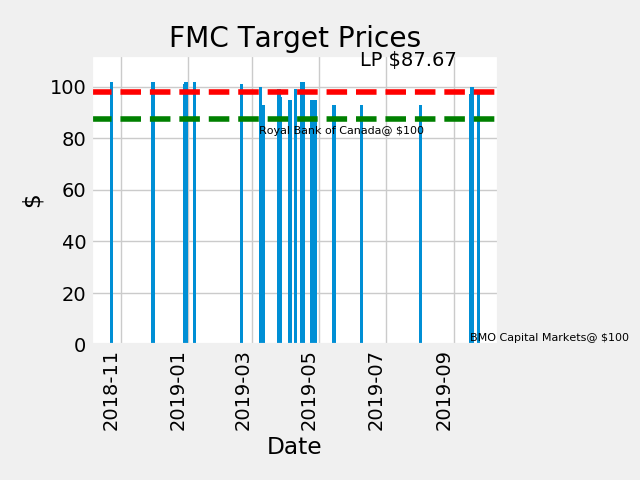 FMC Target Prices
LP $87.67
100
80
60
40
20
0
$
Royal Bank of Canada@ $100
BMO Capital Markets@ $100
2018-11
2019-01
2019-03
2019-05
2019-07
2019-09
Date